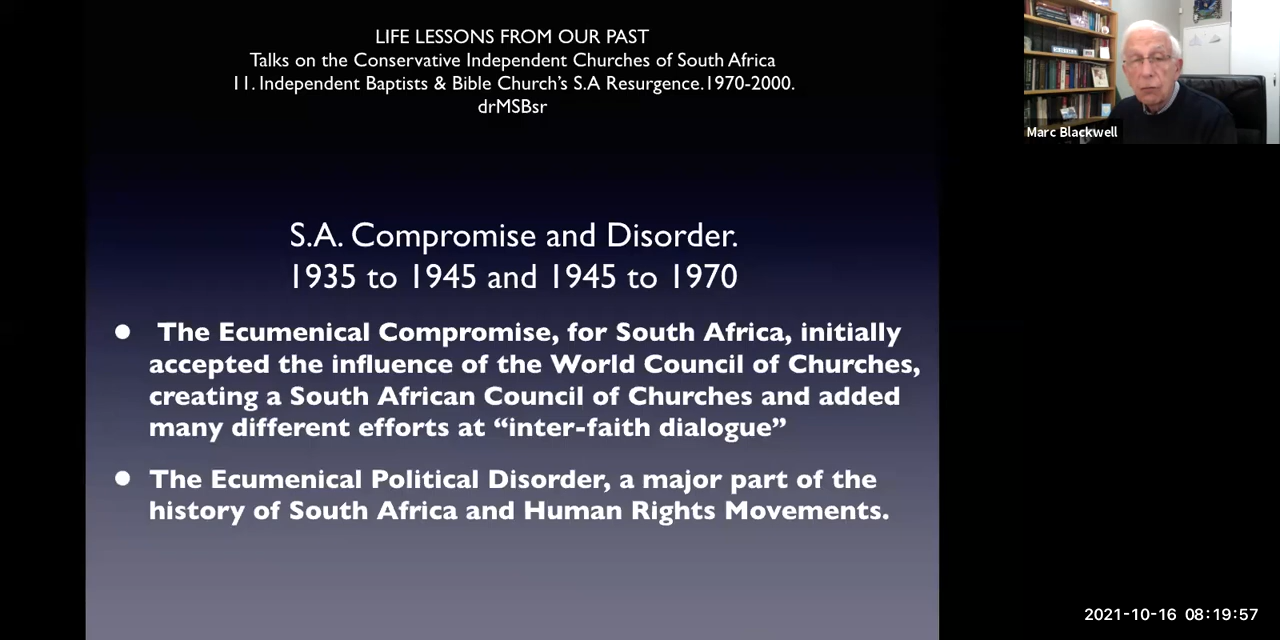 LIFE LESSONS FROM OUR PAST
Talks on the Conservative Independent Churches of South Africa
11. Independent Baptists & Bible Church's S.A Resurgence.1970-2000.
drMSBsr
S.A. Compromise and Disorder.
1935 to 1945 and 1945 to 1970
● The Ecumenical Compromise, for South Africa, initially
accepted the influence of the World Council of Churches,
creating a South African Council of Churches and added
many different efforts at “inter-faith dialogue”
● The Ecumenical Political Disorder, a major part of the
history of South Africa and Human Rights Movements.
Marc Blackwell
2021-10-16 08:19:57